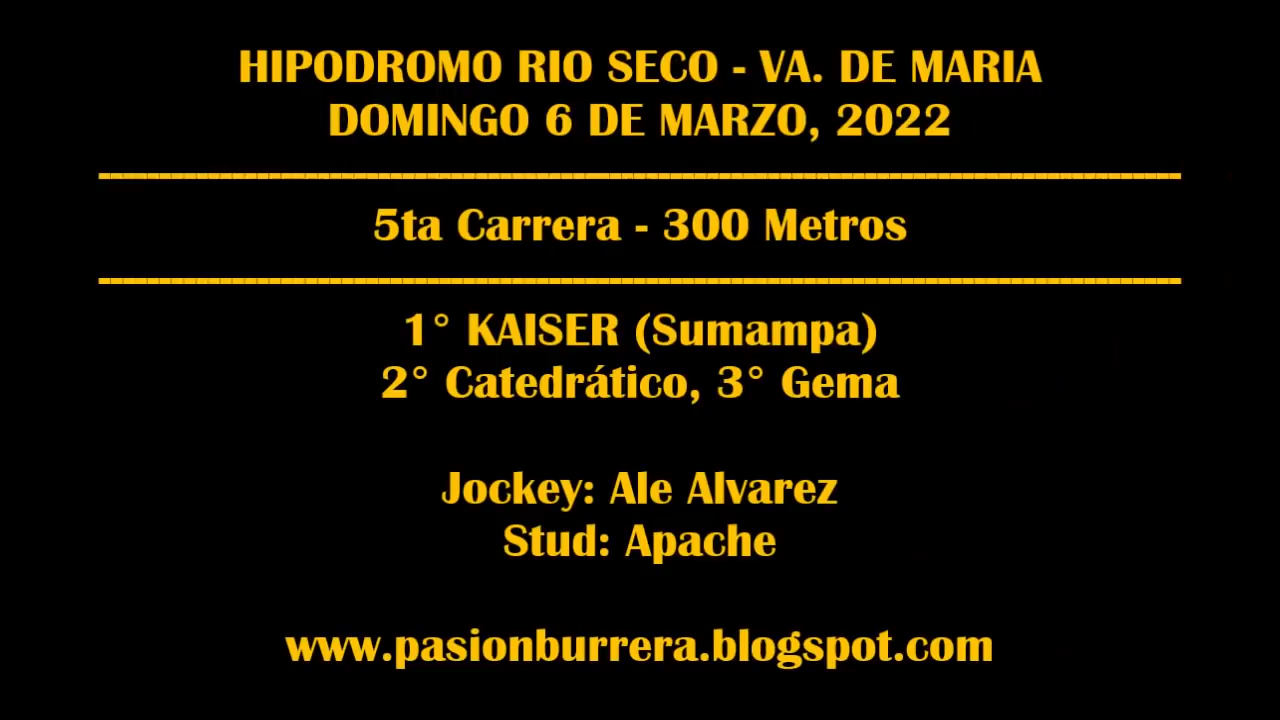 HIPODROMO RIO SECO - VA. DE MARIA
DOMINGO 6 DE MARZO, 2022
5ta Carrera - 300 Metros
1° KAISER (Sumampa)
2° Catedrático, 3° Gema
Jockey: Ale Alvarez
Stud: Apache
www.pasionburrera.blogspot.com